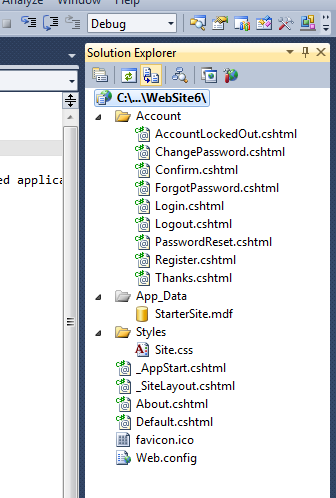 Analyze Window Help
Debug
Solution Explorer
C:\...\WebSite6\
Account
AccountLockedOut.cshtml
ChangePassword.cshtml
Confirm.cshtml
ForgotPassword.cshtml
Login.cshtml
Logout.cshtml
PasswordReset.cshtml
Register.cshtml
Thanks.cshtml
ed applica
App_Data
StarterSite.mdf
Styles
Site.css
_AppStart.cshtml
_SiteLayout.cshtml
About.cshtml
Default.cshtml
favicon.ico
Web.config